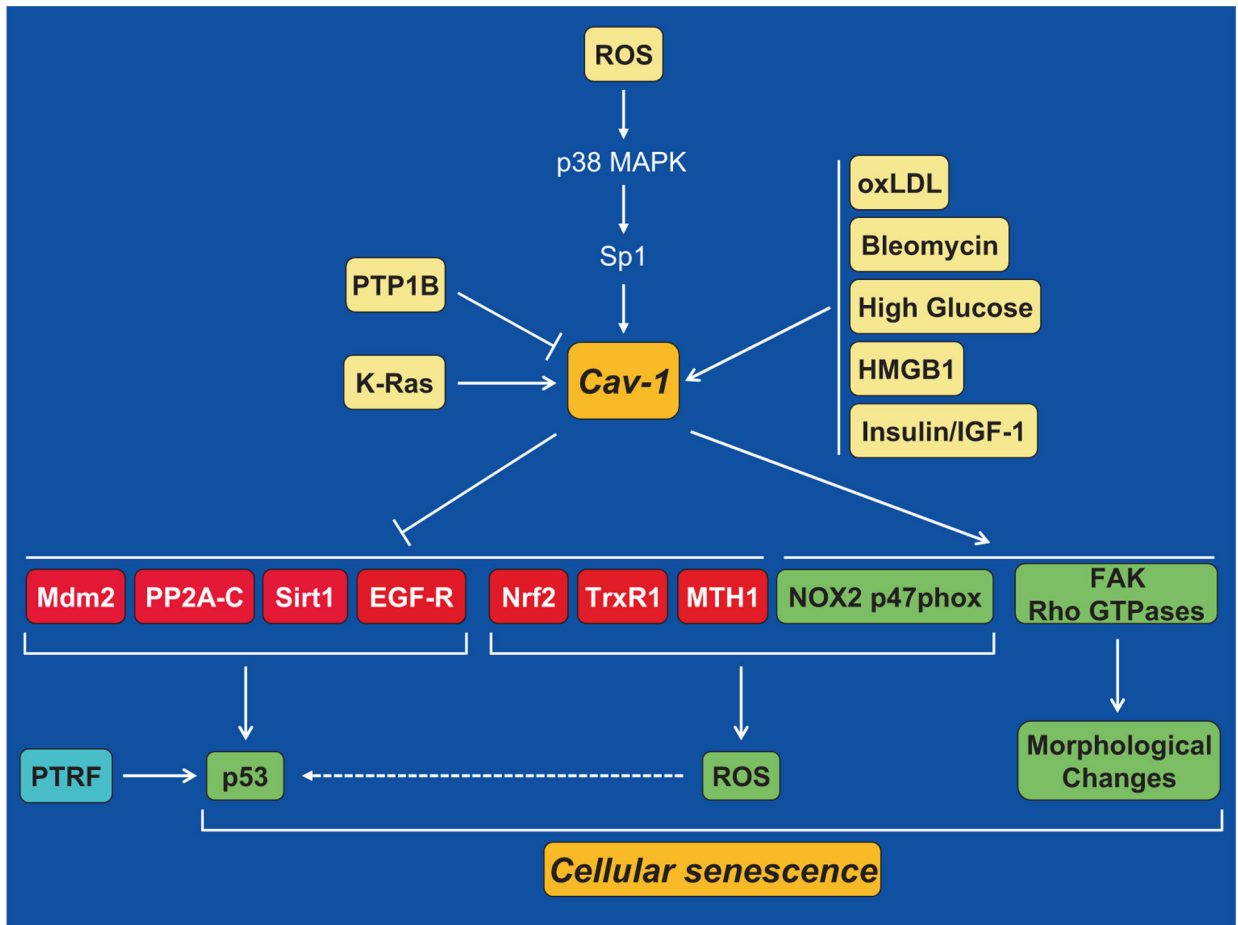 ROS
p38 MAPK
Sp1
oxLDL
Bleomycin
High Glucose
HMGB1
Insulin/IGF-1
PTP1B
K-Ras
Cav-1
Mdm2
PP2A-C
Sirt1
EGF-R
Nrf2
TrxR1
MTH1
NOX2 p47phox
FAK
Rho GTPases
PTRF
p53
ROS
Morphological
Changes
Cellular senescence